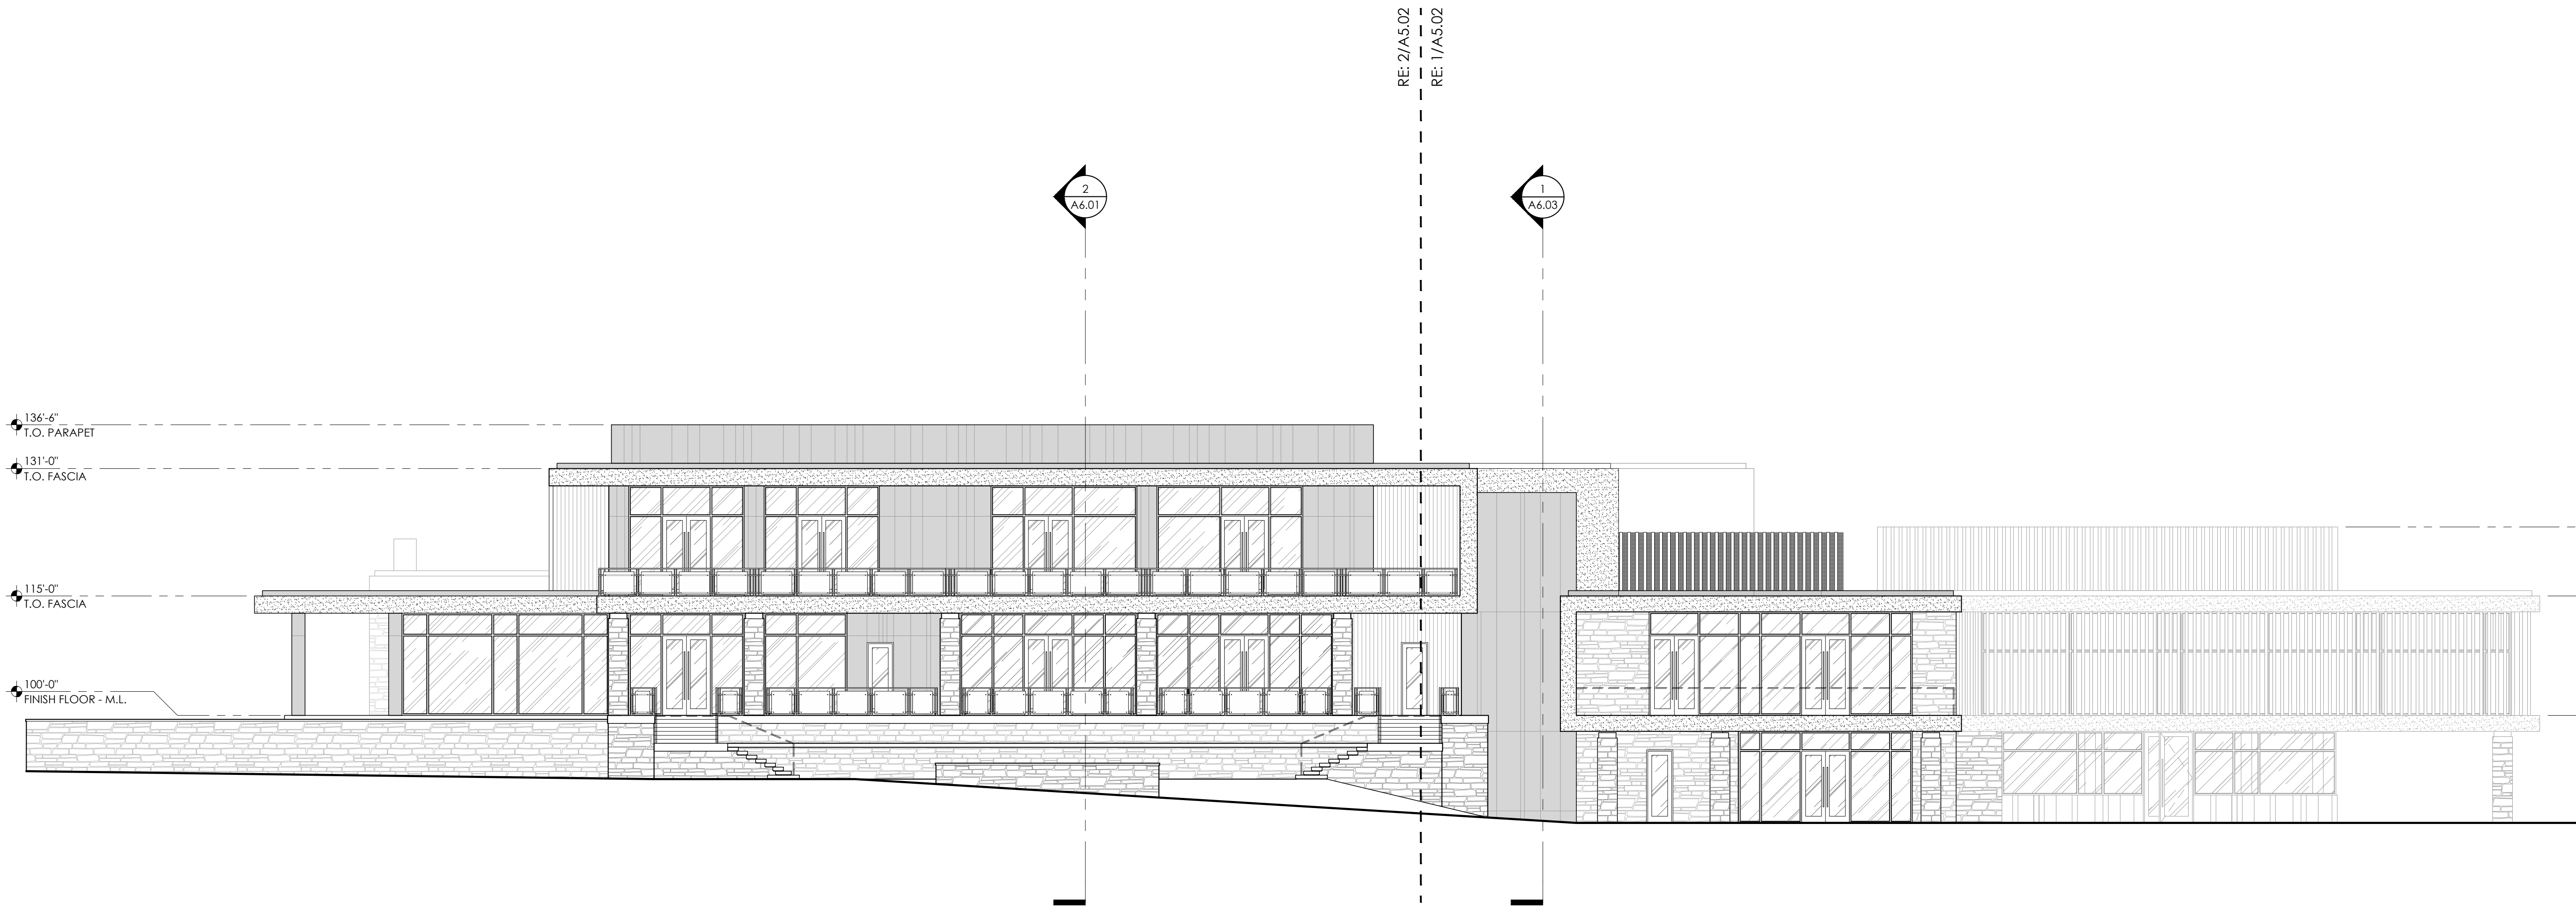 RE: 2/A5.02
RE: 1/A5.02
2
A6.01
1
A6.03
136'-6"
T.O. PARAPET
131'-0"
T.O. FASCIA
115'-0"
T.O. FASCIA
100'-0"
FINISH FLOOR - M.L.